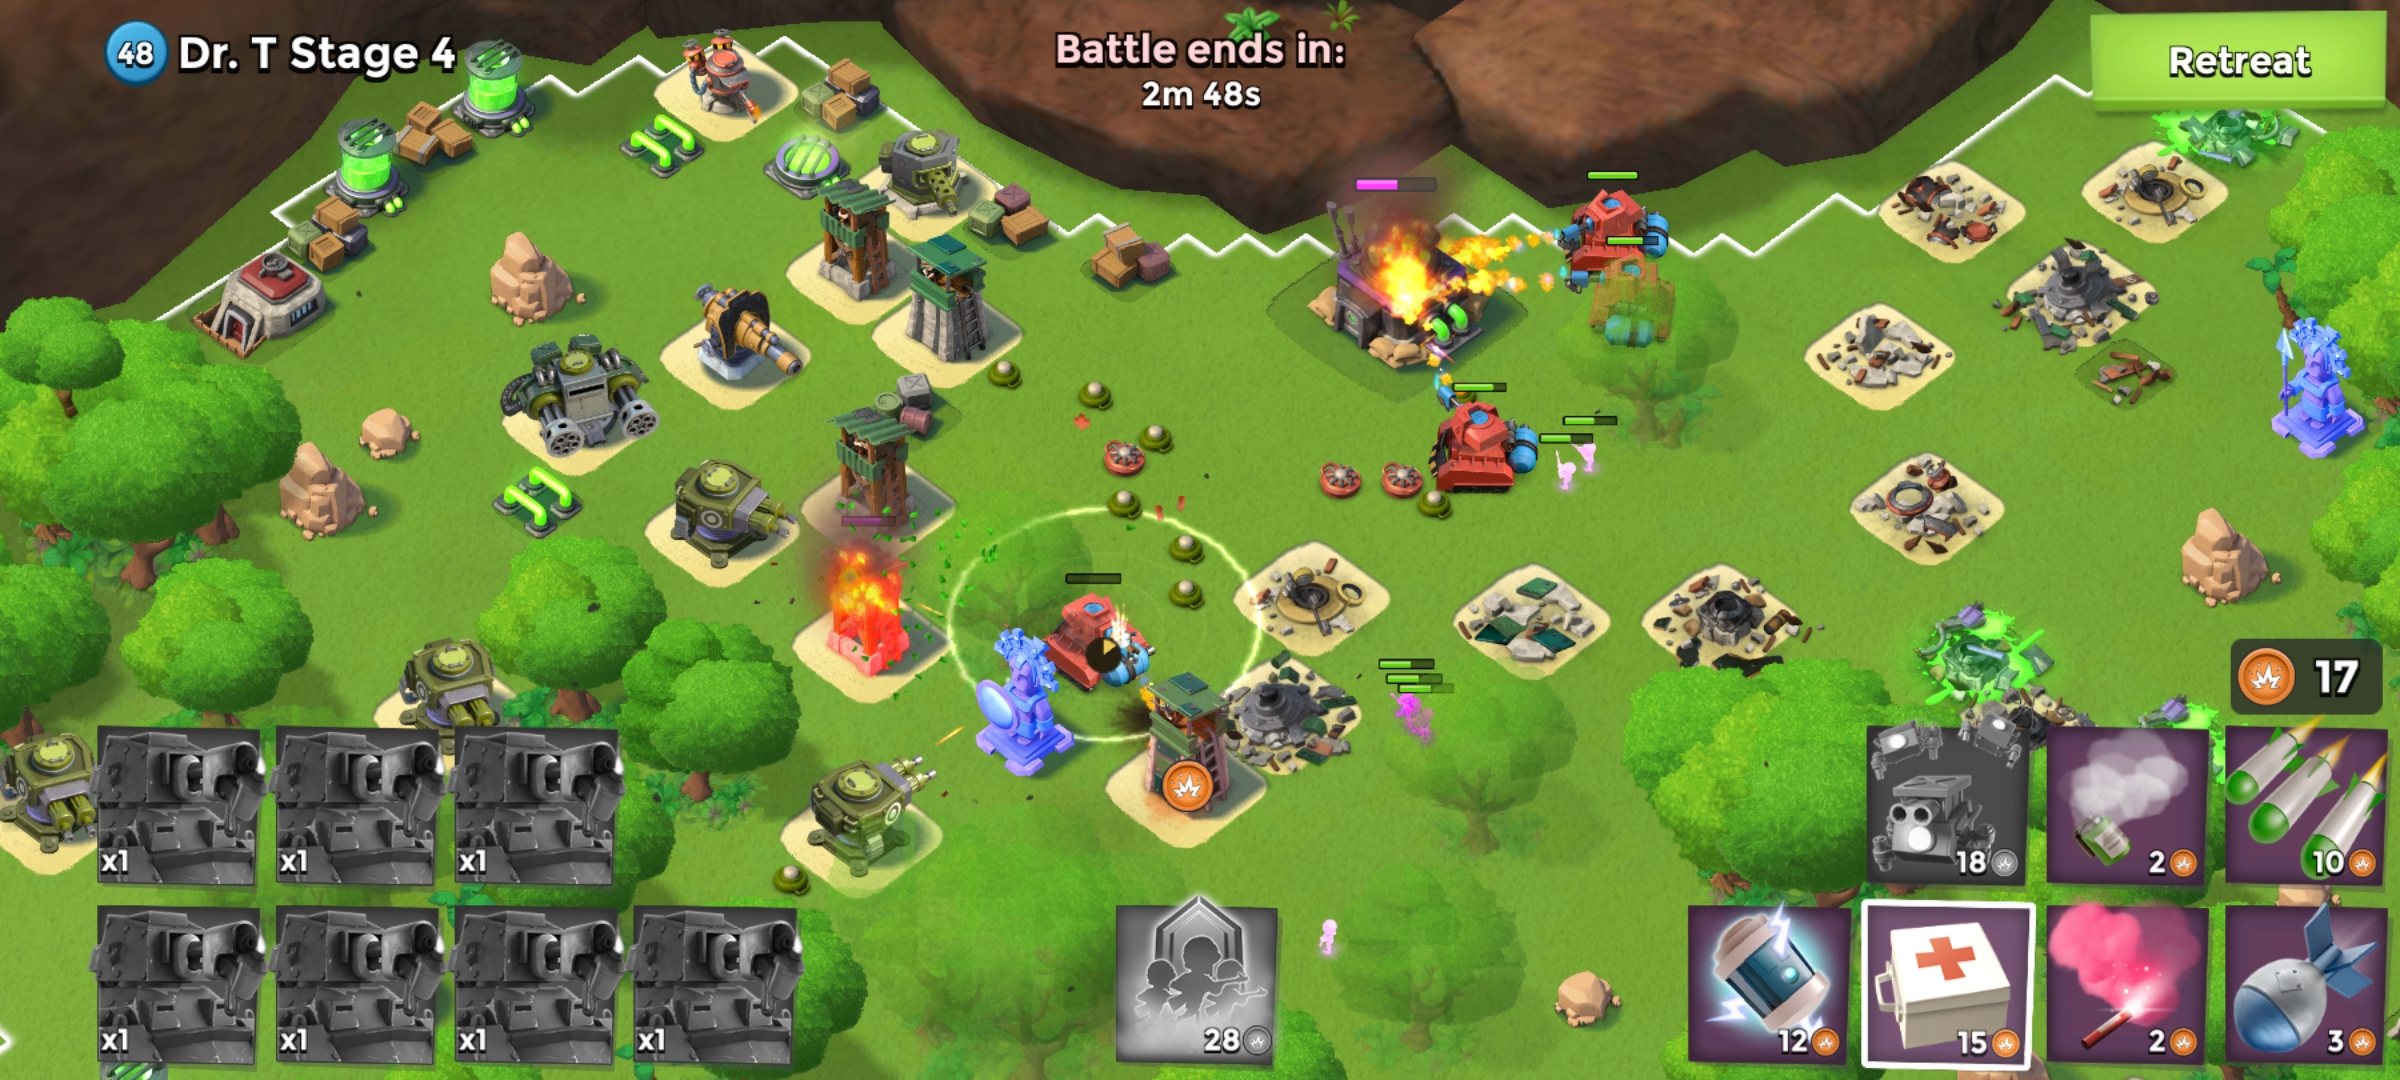 48 Dr. T Stage 4
Battle ends in:
2m 48s
Retreat
17
x1 x1 x1
18 2 10
x1 x1 x1 x1
28
12 15 2 3